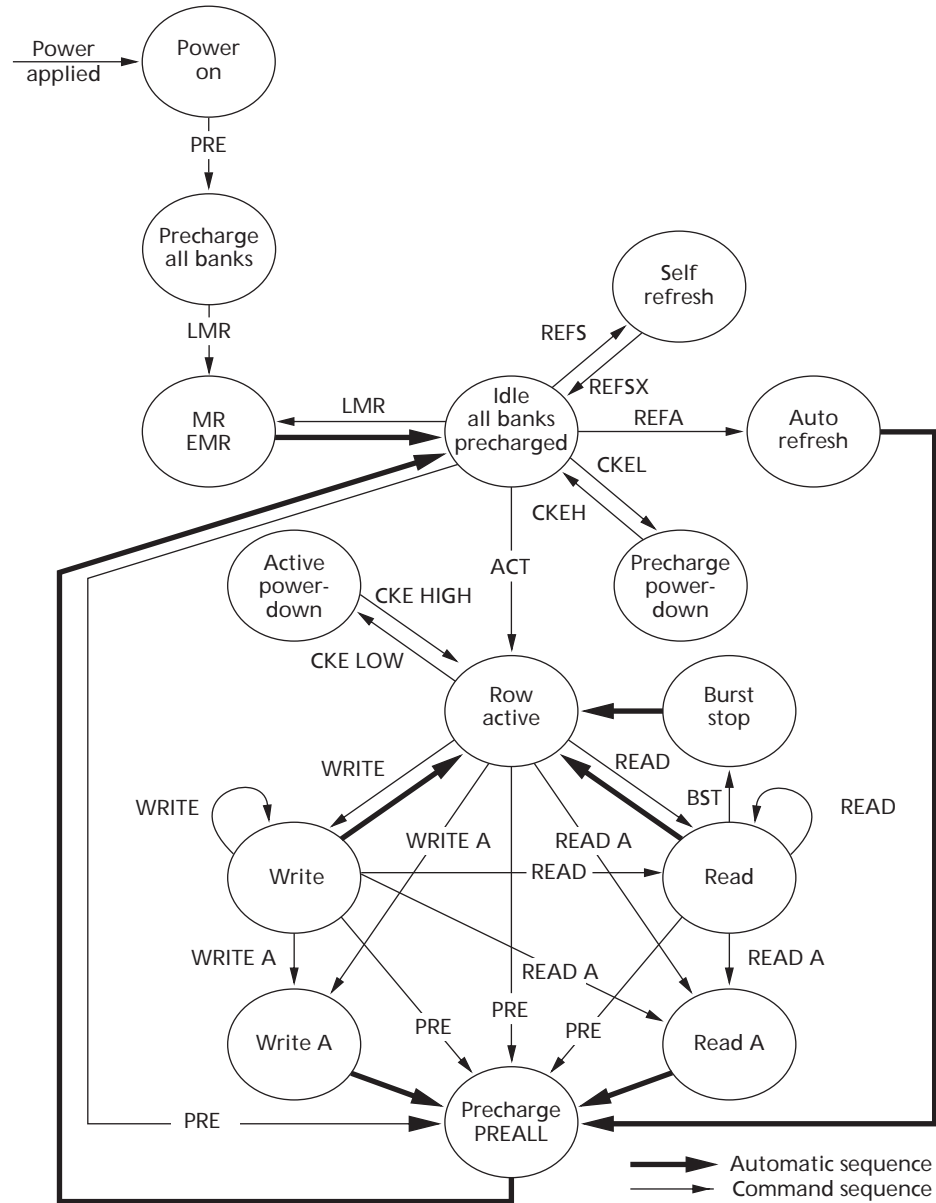 Power
applied
Power
on
PRE
Precharge
all banks
LMR
Self
refresh
REFS
REFSX
MR
EMR
LMR
Idle
all banks
precharged
REFA
Auto
refresh
CKEL
CKEH
Active
power-
down
CKE HIGH
CKE LOW
ACT
Precharge
power-
down
Row
active
Burst
stop
WRITE
READ
WRITE
BST
READ
WRITE A
READ A
Write
READ
Read
WRITE A
READ A
READ A
Write A
PRE
PRE
PRE
Read A
PRE
Precharge
PREALL
Automatic sequence
Command sequence